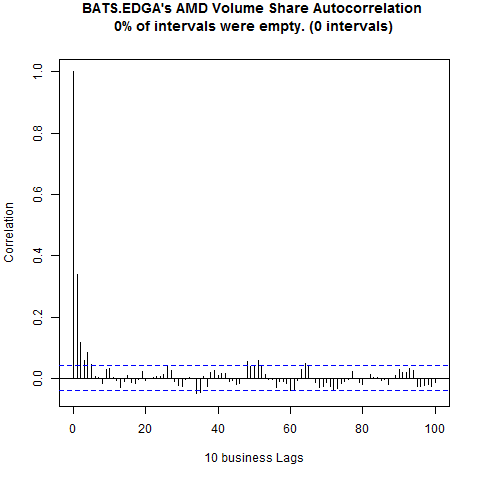 BATS.EDGA's AMD Volume Share Autocorrelation
0% of intervals were empty. (0 intervals)
Correlation
1.0
0.8
0.6
0.4
0.2
0.0
0 20 40 60 80 100
10 business Lags